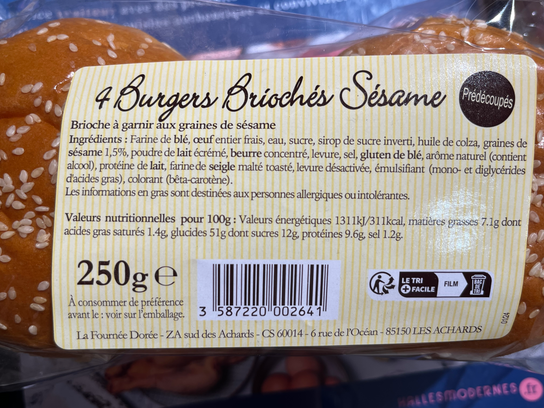 4 Burgers Briochés Sésame
Prédécoupés
Brioche à garnir aux graines de sésame
Ingrédients : Farine de blé, œuf entier frais, eau, sucre, sirop de sucre inverti, huile de colza, graines de
sésame 1,5%, poudre de lait écrémé, beurre concentré, levure, sel, gluten de blé, arôme naturel (contient
alcool), protéine de lait, farine de seigle malté toasté, levure désactivée, émulsifiant (mono- et diglycérides
d'acides gras), colorant (bêta-carotène).
Les informations en gras sont destinées aux personnes allergiques ou intolérantes.
Valeurs nutritionnelles pour 100g : Valeurs énergétiques 1311kJ/311kcal, matières grasses 7.1g dont
acides gras saturés 1.4g, glucides 51g dont sucres 12g, protéines 9.6g, sel 1.2g.
250g e
À consommer de préférence
avant le : voir sur l'emballage.
3 587220 002641
LE TRI
+ FACILE
FILM
BAC
DE TRI
La Fournée Dorée - ZA sud des Achards - CS 60014 - 6 rue de l'Océan - 85150 LES ACHARDS
HALLESMODERNES.fr